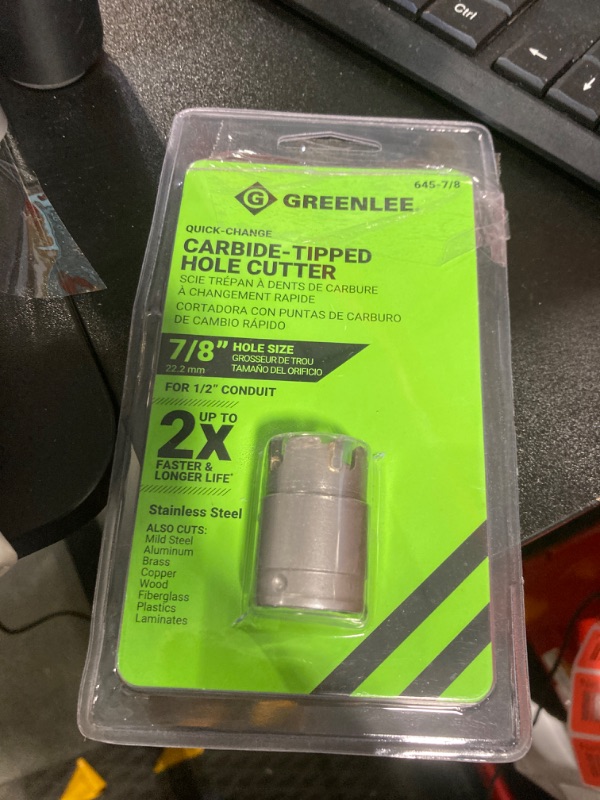 Ctrl
645-7/8
G GREENLEE
QUICK-CHANGE
CARBIDE-TIPPED
HOLE CUTTER
SCIE TRÉPAN À DENTS DE CARBURE
À CHANGEMENT RAPIDE
CORTADORA CON PUNTAS DE CARBURO
DE CAMBIO RÁPIDO
7/8" HOLE SIZE
22.2 mm GROSSEUR DE TROU
TAMAÑO DEL ORIFICIO
FOR 1/2" CONDUIT
UP TO
2X
FASTER &
LONGER LIFE*
Stainless Steel
ALSO CUTS:
Mild Steel
Aluminum
Brass
Copper
Wood
Fiberglass
Plastics
Laminates